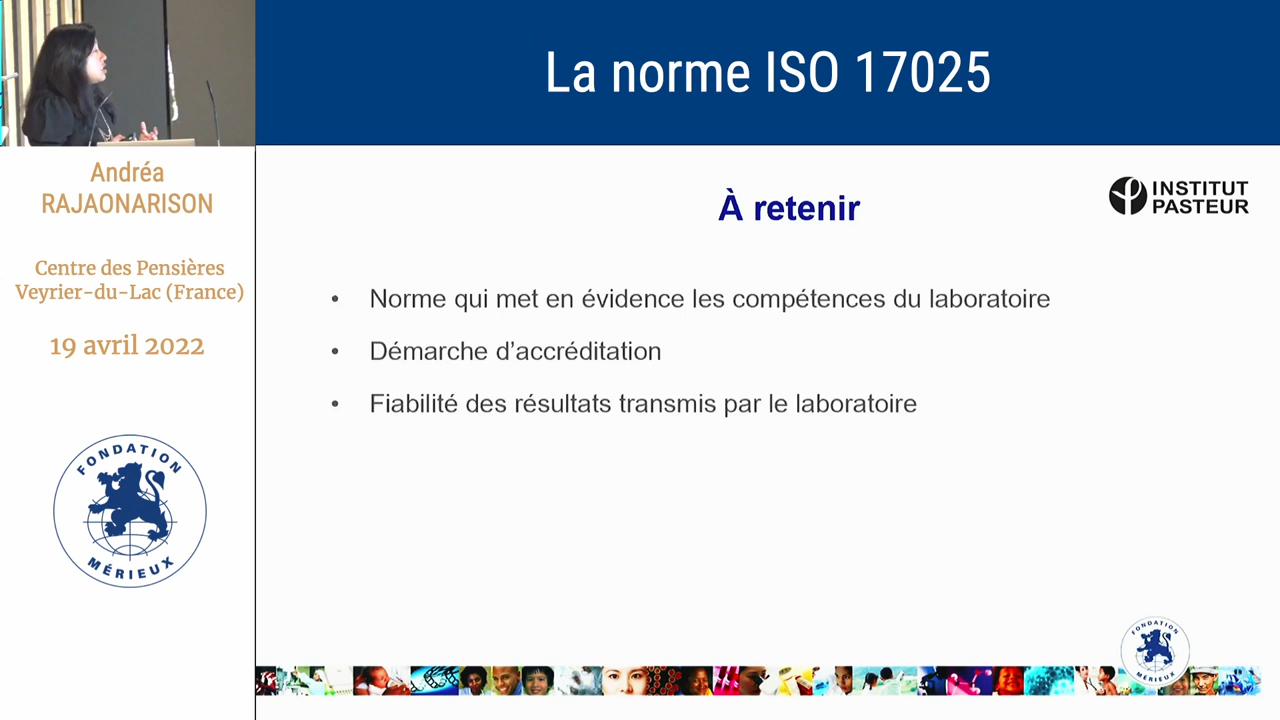 La norme ISO 17025
Andréa
RAJAONARISON
Centre des Pensières
Veyrier-du-Lac (France)
19 avril 2022
FONDATION
MÉRIEUX
À retenir
INSTITUT
PASTEUR
• Norme qui met en évidence les compétences du laboratoire
• Démarche d’accréditation
• Fiabilité des résultats transmis par le laboratoire
FONDATION
MÉRIEUX